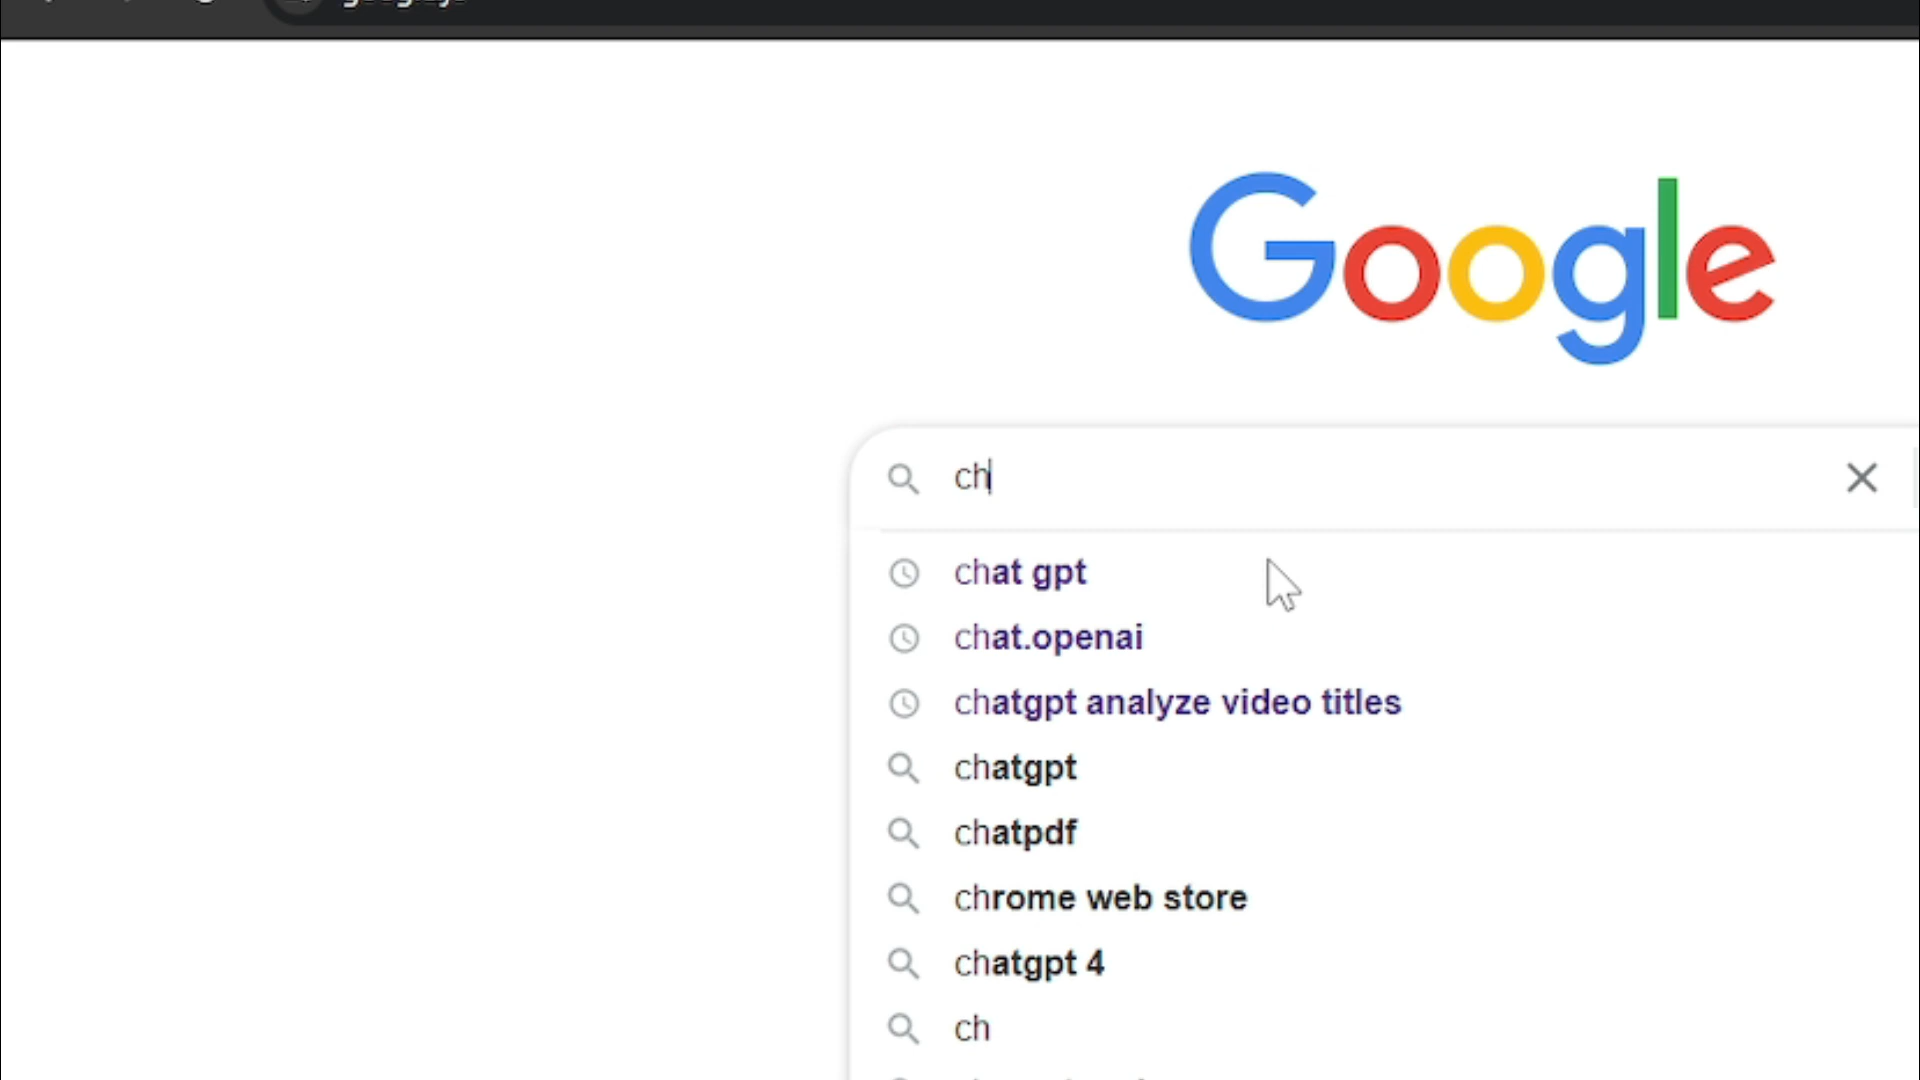 Google
ch
chat gpt
chat.openai
chatgpt analyze video titles
chatgpt
chatpdf
chrome web store
chatgpt 4
ch